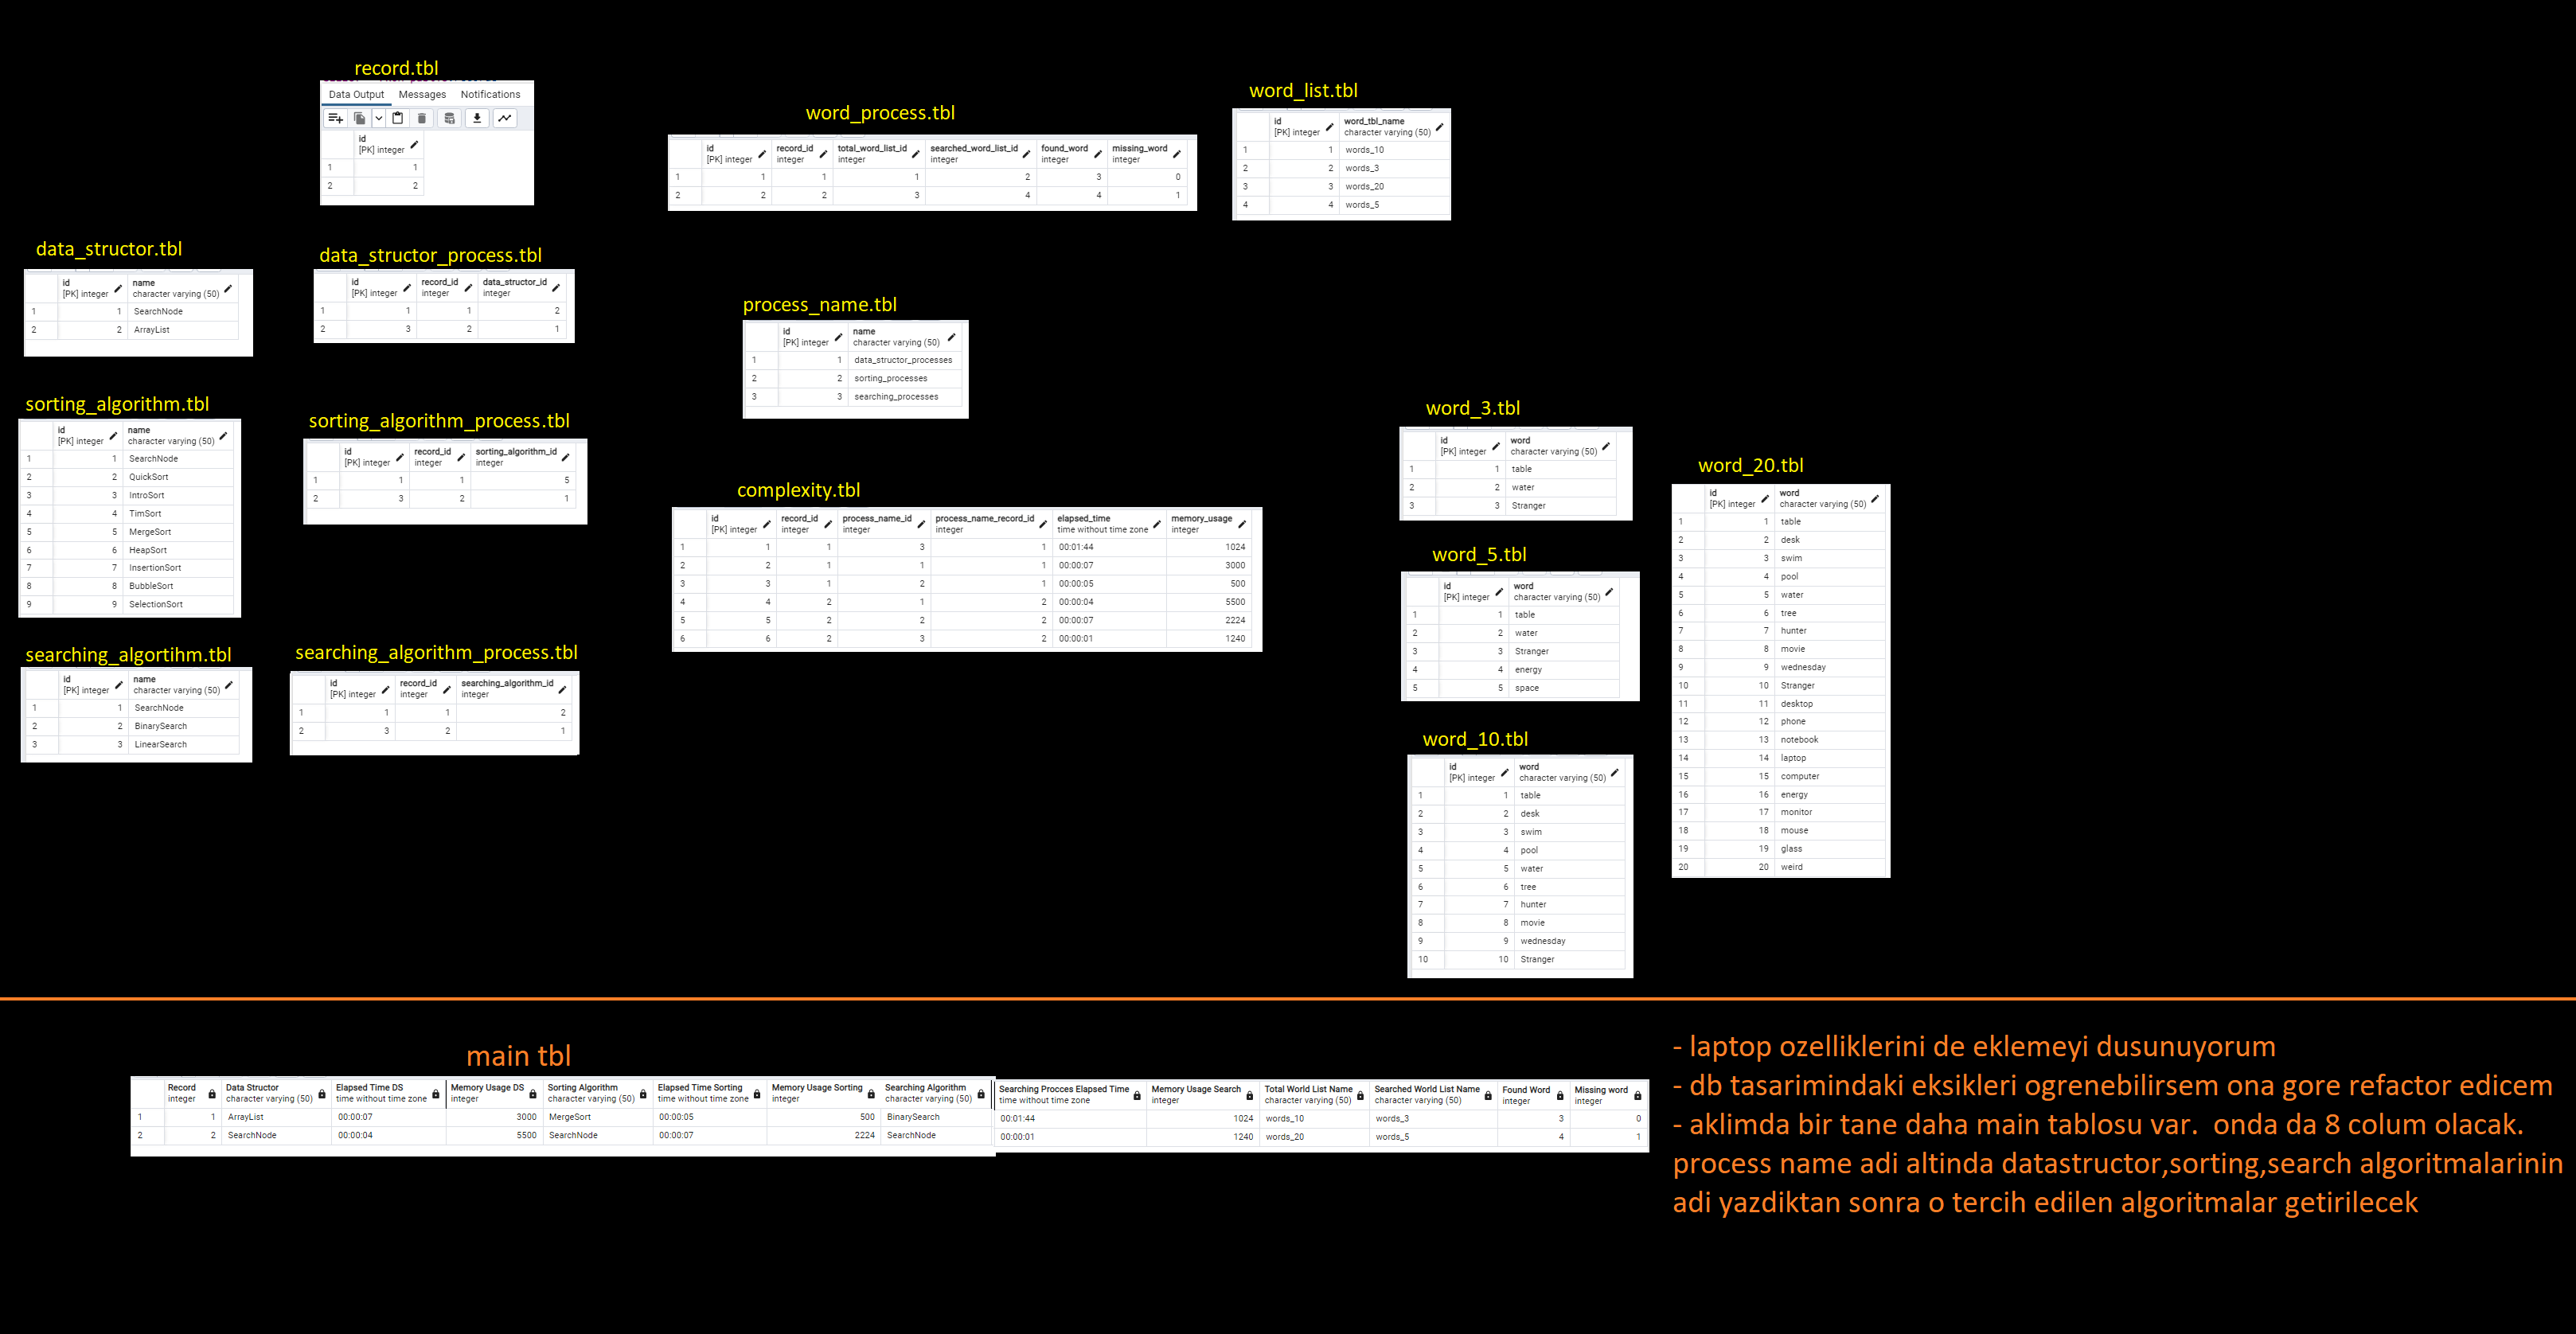 record.tbl
Data Output Messages Notifications
id
[PK] integer
1 1
2 2
word_process.tbl
id record_id total_word_list_id searched_word_list_id found_word missing_word
[PK] integer integer integer integer integer integer
1 1 1 1 2 3 0
2 2 2 3 4 4 1
word_list.tbl
id word_tbl_name
[PK] integer character varying (50)
1 1 words_10
2 2 words_3
3 3 words_20
4 4 words_5
data_structor.tbl
id name
[PK] integer character varying (50)
1 1 SearchNode
2 2 ArrayList
data_structor_process.tbl
id record_id data_structor_id
[PK] integer integer integer
1 1 1 2
2 3 2 1
process_name.tbl
id name
[PK] integer character varying (50)
1 1 data_structor_processes
2 2 sorting_processes
3 3 searching_processes
sorting_algorithm.tbl
id name
[PK] integer character varying (50)
1 1 SearchNode
2 2 QuickSort
3 3 IntroSort
4 4 TimSort
5 5 MergeSort
6 6 HeapSort
7 7 InsertionSort
8 8 BubbleSort
9 9 SelectionSort
sorting_algorithm_process.tbl
id record_id sorting_algorithm_id
[PK] integer integer integer
1 1 1 5
2 3 2 1
complexity.tbl
id record_id process_name_id process_name_record_id elapsed_time memory_usage
[PK] integer integer integer integer time without time zone integer
1 1 1 3 1 00:01:44 1024
2 2 1 1 1 00:00:07 3000
3 3 1 2 1 00:00:05 500
4 4 2 1 2 00:00:04 5500
5 5 2 2 2 00:00:07 2224
6 6 2 3 2 00:00:01 1240
searching_algortihm.tbl
id name
[PK] integer character varying (50)
1 1 SearchNode
2 2 BinarySearch
3 3 LinearSearch
searching_algorithm_process.tbl
id record_id searching_algorithm_id
[PK] integer integer integer
1 1 1 2
2 3 2 1
word_3.tbl
id word
[PK] integer character varying (50)
1 1 table
2 2 water
3 3 Stranger
word_5.tbl
id word
[PK] integer character varying (50)
1 1 table
2 2 water
3 3 Stranger
4 4 energy
5 5 space
word_10.tbl
id word
[PK] integer character varying (50)
1 1 table
2 2 desk
3 3 swim
4 4 pool
5 5 water
6 6 tree
7 7 hunter
8 8 movie
9 9 wednesday
10 10 Stranger
word_20.tbl
id word
[PK] integer character varying (50)
1 1 table
2 2 desk
3 3 swim
4 4 pool
5 5 water
6 6 tree
7 7 hunter
8 8 movie
9 9 wednesday
10 10 Stranger
11 11 desktop
12 12 phone
13 13 notebook
14 14 laptop
15 15 computer
16 16 energy
17 17 monitor
18 18 mouse
19 19 glass
20 20 weird
main tbl
Record Data Structor Elapsed Time DS Memory Usage DS Sorting Algorithm Elapsed Time Sorting Memory Usage Sorting Searching Algorithm Searching Procces Elapsed Time Memory Usage Search Total World List Name Searched World List Name Found Word Missing word
integer character varying (50) time without time zone integer character varying (50) time without time zone integer character varying (50) time without time zone integer character varying (50) character varying (50) integer integer
1 1 ArrayList 00:00:07 3000 MergeSort 00:00:05 500 BinarySearch 00:01:44 1024 words_10 words_3 3 0
2 2 SearchNode 00:00:04 5500 SearchNode 00:00:07 2224 SearchNode 00:00:01 1240 words_20 words_5 4 1
- laptop ozelliklerini de eklemeyi dusunuyorum
- db tasarimindaki eksikleri ogrenebilirsem ona gore refactor edicem
- aklimda bir tane daha main tablosu var. onda da 8 colum olacak.
process name adi altinda datastructor,sorting,search algoritmalarinin
adi yazdiktan sonra o tercih edilen algoritmalar getirilecek